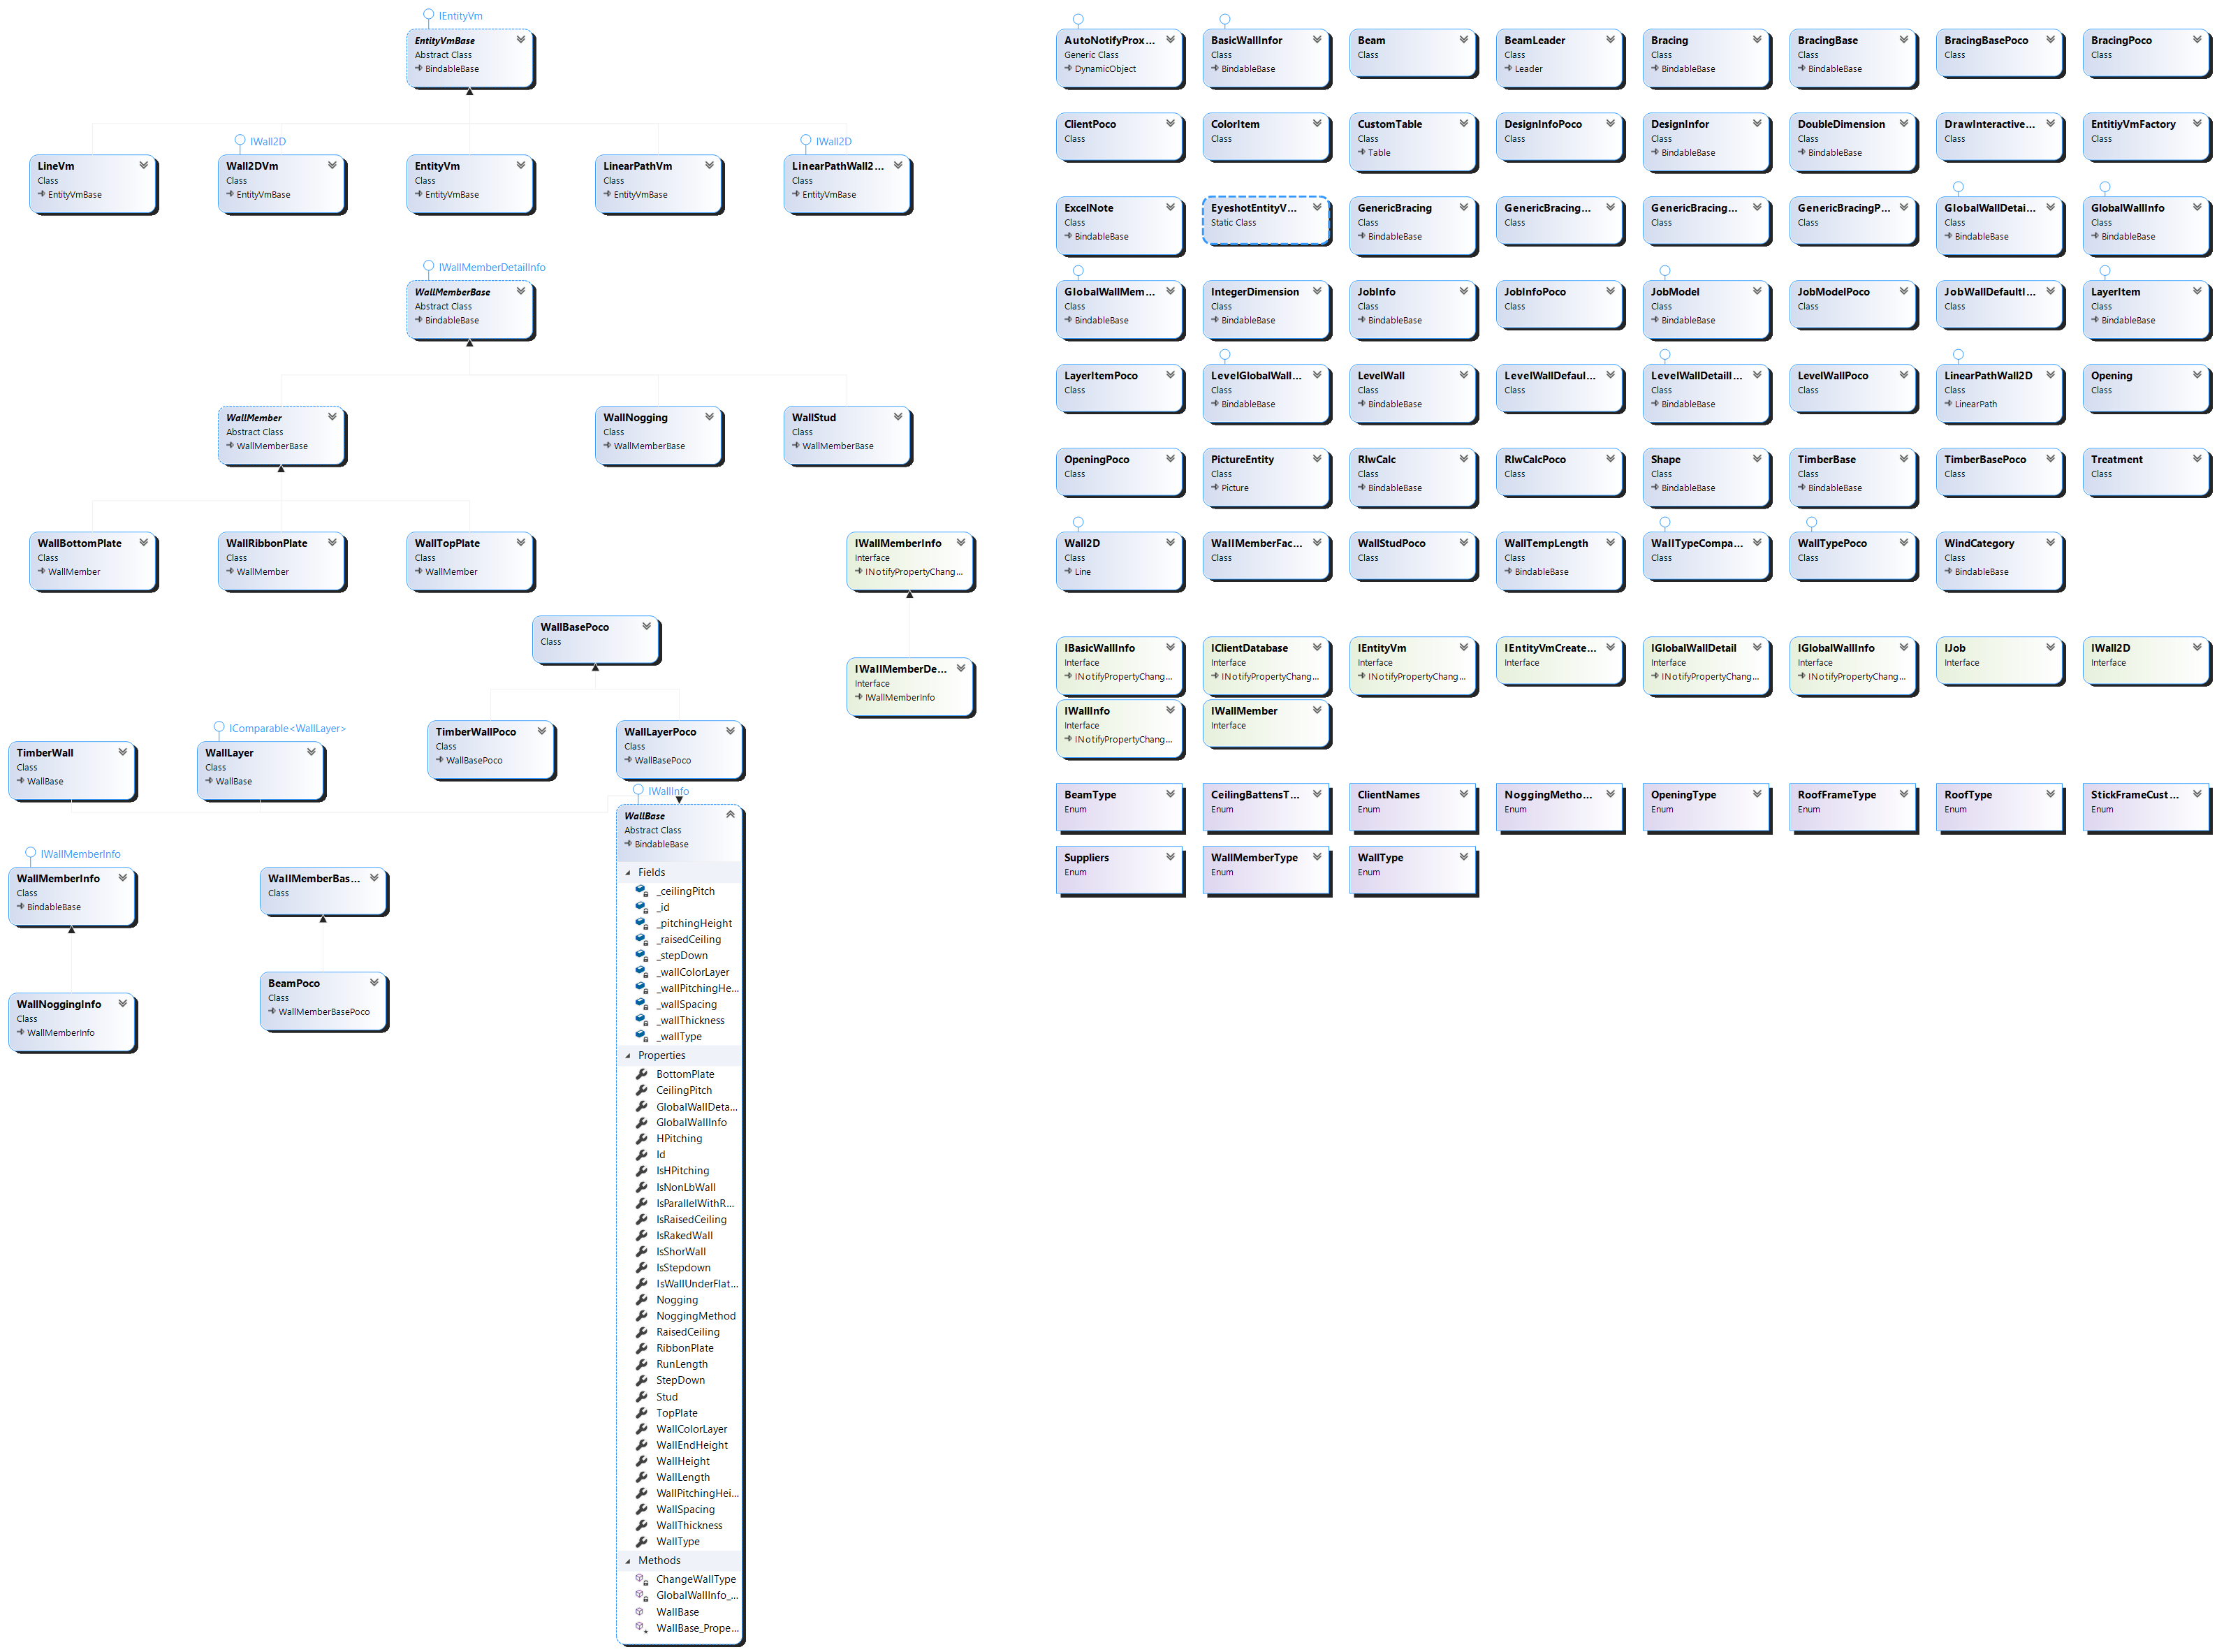 IEntityVm
EntityVmBase
Abstract Class
BindableBase
LineVm
Class
EntityVmBase
IWall2D
Wall2DVm
Class
EntityVmBase
EntityVm
Class
EntityVmBase
LinearPathVm
Class
EntityVmBase
IWall2D
LinearPathWall2...
Class
EntityVmBase
IWallMemberDetailInfo
WallMemberBase
Abstract Class
BindableBase
WallMember
Abstract Class
WallMemberBase
WallNogging
Class
WallMemberBase
WallStud
Class
WallMemberBase
WallBottomPlate
Class
WallMember
WallRibbonPlate
Class
WallMember
WallTopPlate
Class
WallMember
IWallMemberInfo
Interface
INotifyPropertyChang...
IWallMemberDe...
Interface
IWallMemberInfo
WallBasePoco
Class
TimberWallPoco
Class
WallBasePoco
WallLayerPoco
Class
WallBasePoco
TimberWall
Class
WallBase
IComparable<WallLayer>
WallLayer
Class
WallBase
IWallMemberInfo
WallMemberInfo
Class
BindableBase
WallNoggingInfo
Class
WallMemberInfo
WallMemberBas...
Class
BeamPoco
Class
WallMemberBasePoco
IWallInfo
WallBase
Abstract Class
BindableBase
Fields
_ceilingPitch
_id
_pitchingHeight
_raisedCeiling
_stepDown
_wallColorLayer
_wallPitchingHe...
_wallSpacing
_wallThickness
_wallType
Properties
BottomPlate
CeilingPitch
GlobalWallDeta...
GlobalWallInfo
HPitching
Id
IsHPitching
IsNonLbWall
IsParallelWithR...
IsRaisedCeiling
IsRakedWall
IsShorWall
IsStepdown
IsWallUnderFlat...
Nogging
NoggingMethod
RaisedCeiling
RibbonPlate
RunLength
StepDown
Stud
TopPlate
WallColorLayer
WallEndHeight
WallHeight
WallLength
WallPitchingHei...
WallSpacing
WallThickness
WallType
Methods
ChangeWallType
GlobalWallInfo_...
WallBase
WallBase_Prope...
AutoNotifyProx...
Generic Class
DynamicObject
BasicWallInfor
Class
BindableBase
Beam
Class
BeamLeader
Class
Leader
Bracing
Class
BindableBase
BracingBase
Class
BindableBase
BracingBasePoco
Class
BracingPoco
Class
ClientPoco
Class
ColorItem
Class
CustomTable
Class
Table
DesignInfoPoco
Class
DesignInfor
Class
BindableBase
DoubleDimension
Class
BindableBase
DrawInteractive...
Class
EntitiyVmFactory
Class
ExcelNote
Class
BindableBase
EyeshotEntityV...
Static Class
GenericBracing
Class
BindableBase
GenericBracing...
Class
GenericBracing...
Class
GenericBracingP...
Class
GlobalWallDetai...
Class
BindableBase
GlobalWallInfo
Class
BindableBase
GlobalWallMem...
Class
BindableBase
IntegerDimension
Class
BindableBase
JobInfo
Class
BindableBase
JobInfoPoco
Class
JobModel
Class
BindableBase
JobModelPoco
Class
JobWallDefaultI...
Class
LayerItem
Class
BindableBase
LayerItemPoco
Class
LevelGlobalWall...
Class
BindableBase
LevelWall
Class
BindableBase
LevelWallDefaul...
Class
LevelWallDetailI...
Class
BindableBase
LevelWallPoco
Class
LinearPathWall2D
Class
LinearPath
Opening
Class
OpeningPoco
Class
PictureEntity
Class
Picture
RlwCalc
Class
BindableBase
RlwCalcPoco
Class
Shape
Class
BindableBase
TimberBase
Class
BindableBase
TimberBasePoco
Class
Treatment
Class
Wall2D
Class
Line
WallMemberFac...
Class
WallStudPoco
Class
WallTempLength
Class
BindableBase
WallTypeCompa...
Class
WallTypePoco
Class
WindCategory
Class
BindableBase
IBasicWallInfo
Interface
INotifyPropertyChang...
IClientDatabase
Interface
INotifyPropertyChang...
IEntityVm
Interface
INotifyPropertyChang...
IEntityVmCreate...
Interface
IGlobalWallDetail
Interface
INotifyPropertyChang...
IGlobalWallInfo
Interface
INotifyPropertyChang...
IJob
Interface
IWall2D
Interface
IWallInfo
Interface
INotifyPropertyChang...
IWallMember
Interface
BeamType
Enum
CeilingBattensT...
Enum
ClientNames
Enum
NoggingMetho...
Enum
OpeningType
Enum
RoofFrameType
Enum
RoofType
Enum
StickFrameCust...
Enum
Suppliers
Enum
WallMemberType
Enum
WallType
Enum